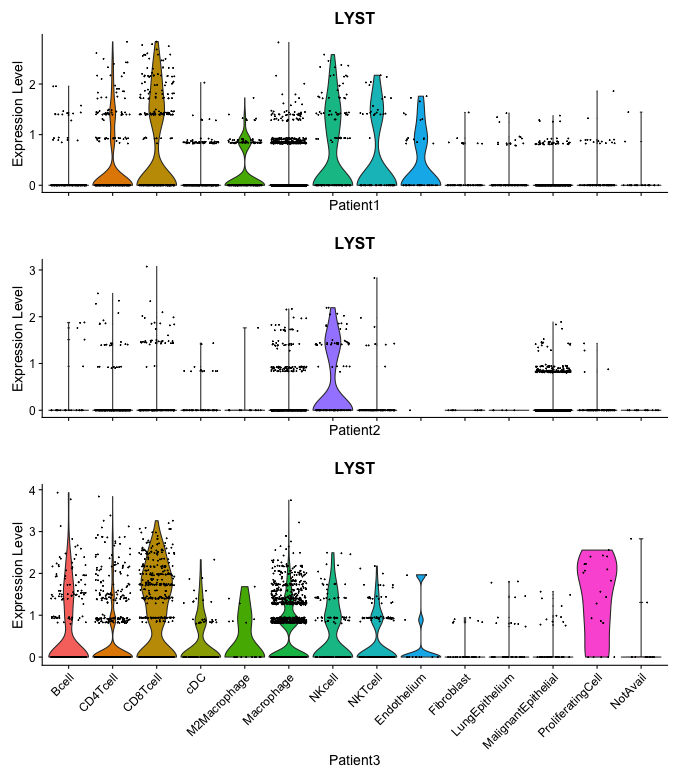 LYST
Expression Level
2
1
0
Patient1
LYST
Expression Level
3
2
1
0
Patient2
LYST
Expression Level
4
3
2
1
0
Bcell
CD4Tcell
CD8Tcell
cDC
M2Macrophage
Macrophage
NKcell
NKTcell
Endothelium
Fibroblast
LungEpithelium
MalignantEpithelial
ProliferatingCell
NotAvail
Patient3